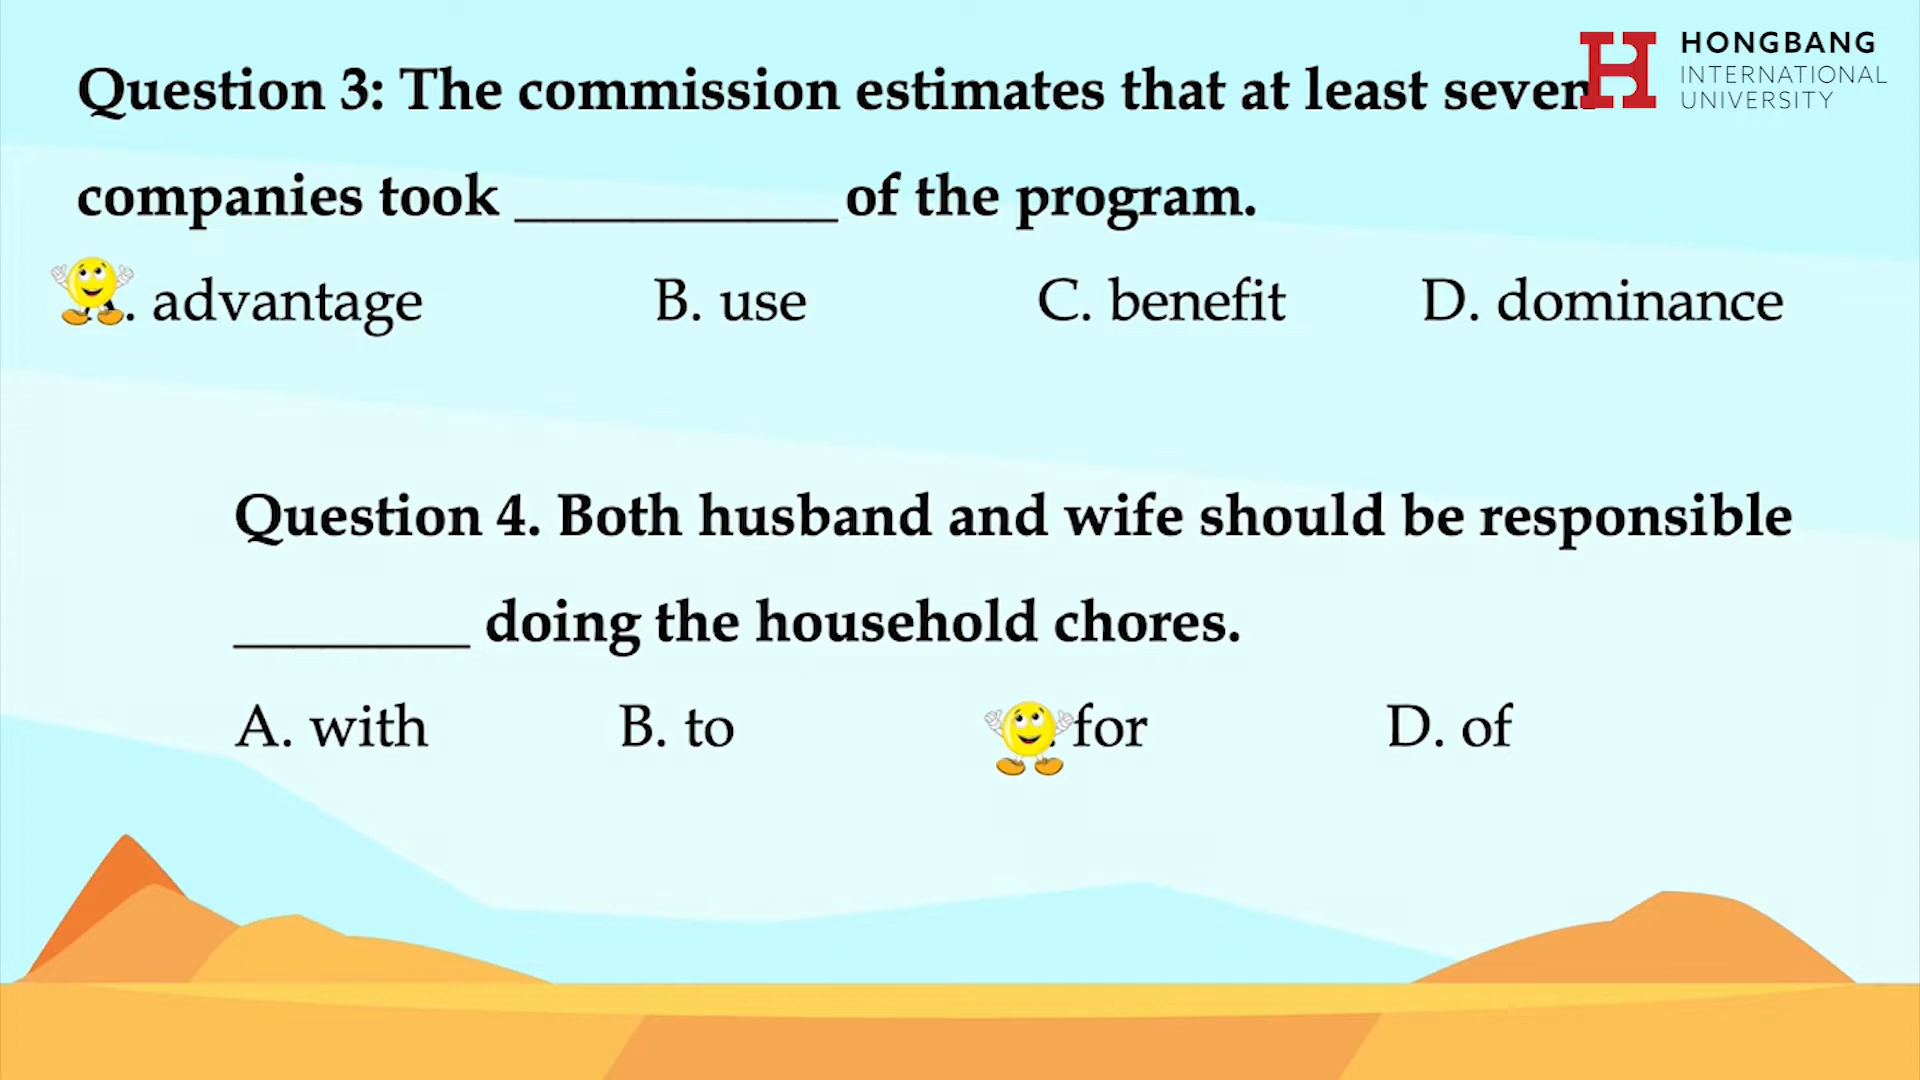 HONGBANG
INTERNATIONAL
UNIVERSITY
Question 3: The commission estimates that at least seven
companies took ___________ of the program.
. advantage B. use C. benefit D. dominance
Question 4. Both husband and wife should be responsible
________ doing the household chores.
A. with B. to . for D. of